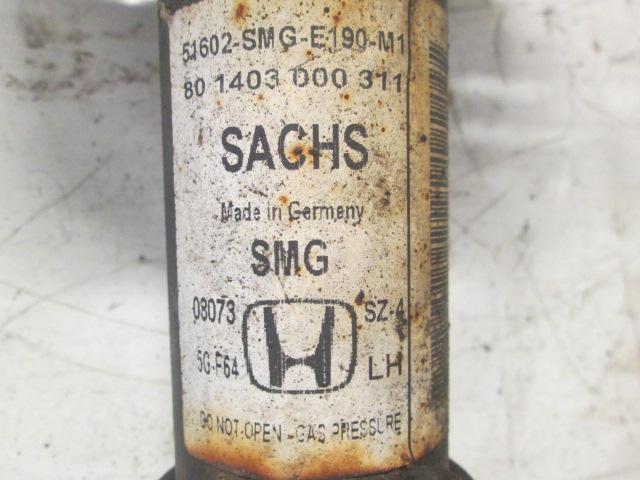 51602-SMG-E190-M1
80 1403 000 311
SACHS
Made in Germany
SMG
08073 SZ-4
5G-F64 LH
DO NOT OPEN - GAS PRESSURE